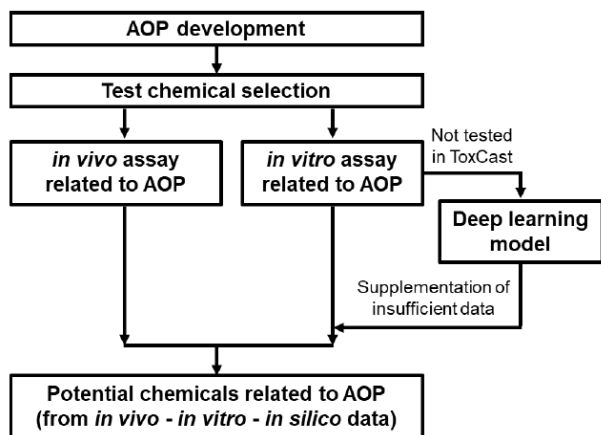 AOP development
Test chemical selection
in vivo assay
related to AOP
in vitro assay
related to AOP
Not tested
in ToxCast
Deep learning
model
Supplementation of
insufficient data
Potential chemicals related to AOP
(from in vivo - in vitro - in silico data)